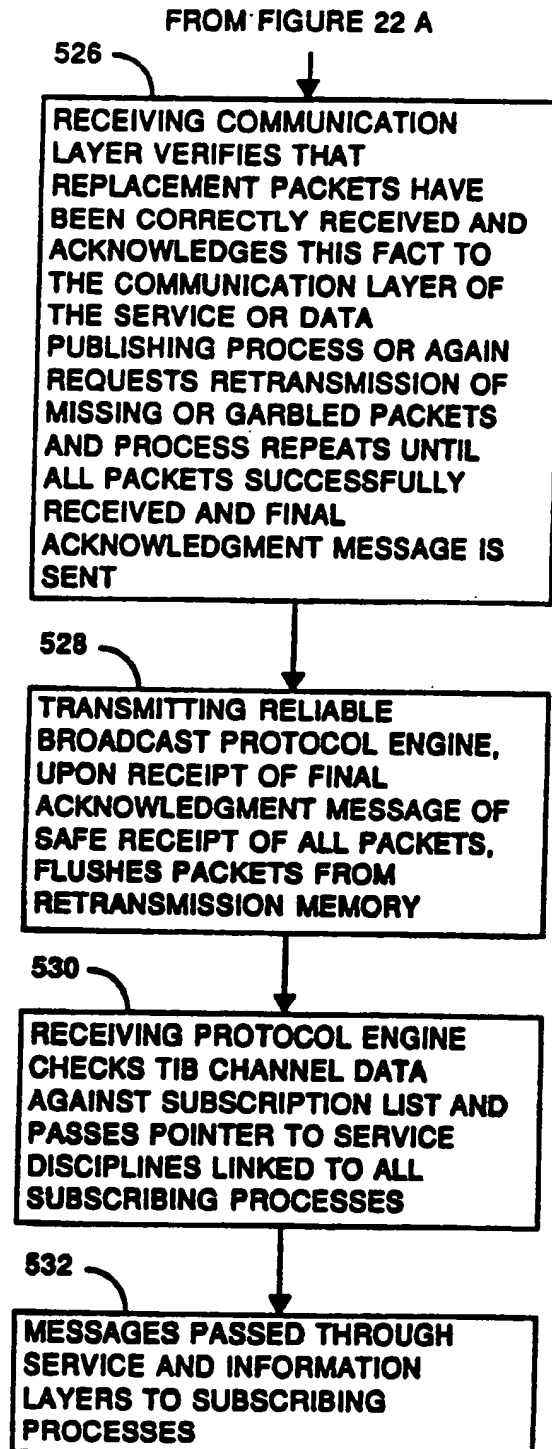 FROM FIGURE 22 A
526
RECEIVING COMMUNICATION
LAYER VERIFIES THAT
REPLACEMENT PACKETS HAVE
BEEN CORRECTLY RECEIVED AND
ACKNOWLEDGES THIS FACT TO
THE COMMUNICATION LAYER OF
THE SERVICE OR DATA
PUBLISHING PROCESS OR AGAIN
REQUESTS RETRANSMISSION OF
MISSING OR GARBLED PACKETS
AND PROCESS REPEATS UNTIL
ALL PACKETS SUCCESSFULLY
RECEIVED AND FINAL
ACKNOWLEDGMENT MESSAGE IS
SENT
528
TRANSMITTING RELIABLE
BROADCAST PROTOCOL ENGINE,
UPON RECEIPT OF FINAL
ACKNOWLEDGMENT MESSAGE OF
SAFE RECEIPT OF ALL PACKETS,
FLUSHES PACKETS FROM
RETRANSMISSION MEMORY
530
RECEIVING PROTOCOL ENGINE
CHECKS TIB CHANNEL DATA
AGAINST SUBSCRIPTION LIST AND
PASSES POINTER TO SERVICE
DISCIPLINES LINKED TO ALL
SUBSCRIBING PROCESSES
532
MESSAGES PASSED THROUGH
SERVICE AND INFORMATION
LAYERS TO SUBSCRIBING
PROCESSES